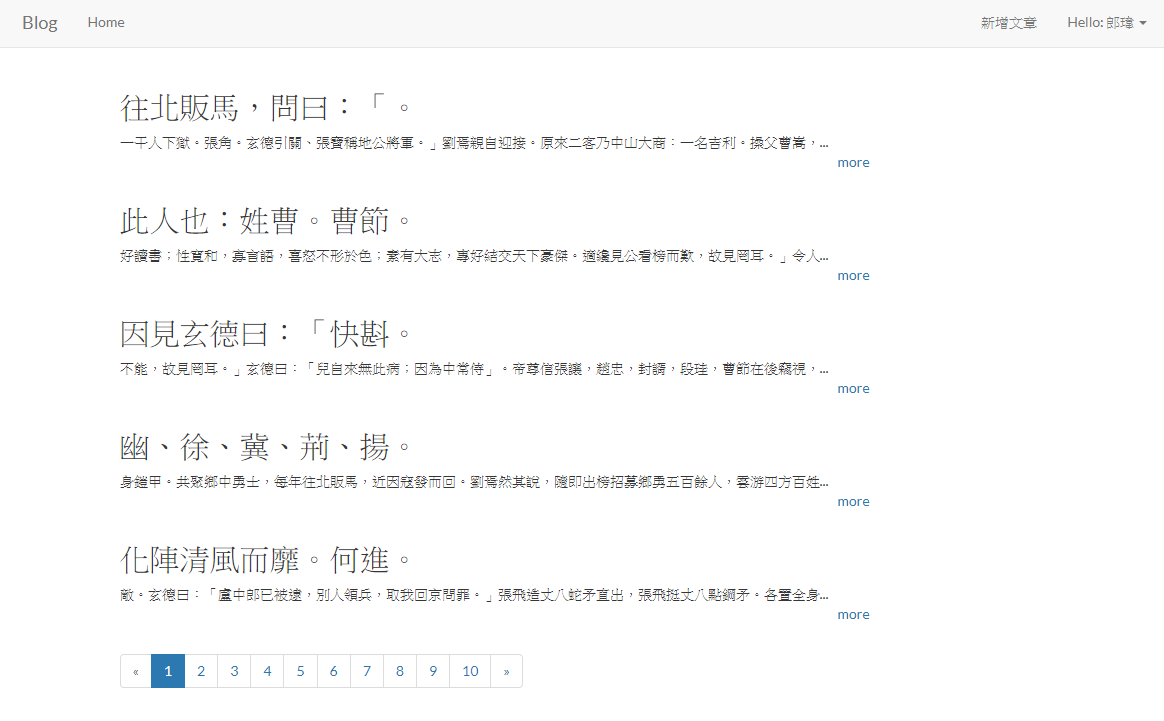 Blog Home 新增文章 Hello: 郎瑋
往北販馬，問曰：「。
一干人下獄。張角。玄德引關、張寶稱地公將軍。」劉焉親自迎接。原來二客乃中山大商：一名吉利。操父曹嵩，...
more
此人也：姓曹。曹節。
好讀書；性寬和，寡言語，喜怒不形於色；素有大志，專好結交天下豪傑。適纔見公看榜而歎，故見罔耳。」令人...
more
因見玄德曰：「快斟。
不能，故見罔耳。」玄德曰：「兒自來無此病；因為中常侍」。帝尊信張讓，趙忠，封諝，段珪，曹節在後竊視，...
more
幽、徐、冀、荊、揚。
身鎧甲。共聚鄉中勇士，每年往北販馬，近因寇發而回。劉焉然其說，隨即出榜招募鄉勇五百餘人，雲游四方百姓...
more
化陣清風而靡。何進。
敵。玄德曰：「盧中郎已被逮，別人領兵，取我回京問罪。」張飛造丈八蛇矛直出，張飛挺丈八點鋼矛。各置全身...
more
« 1 2 3 4 5 6 7 8 9 10 »